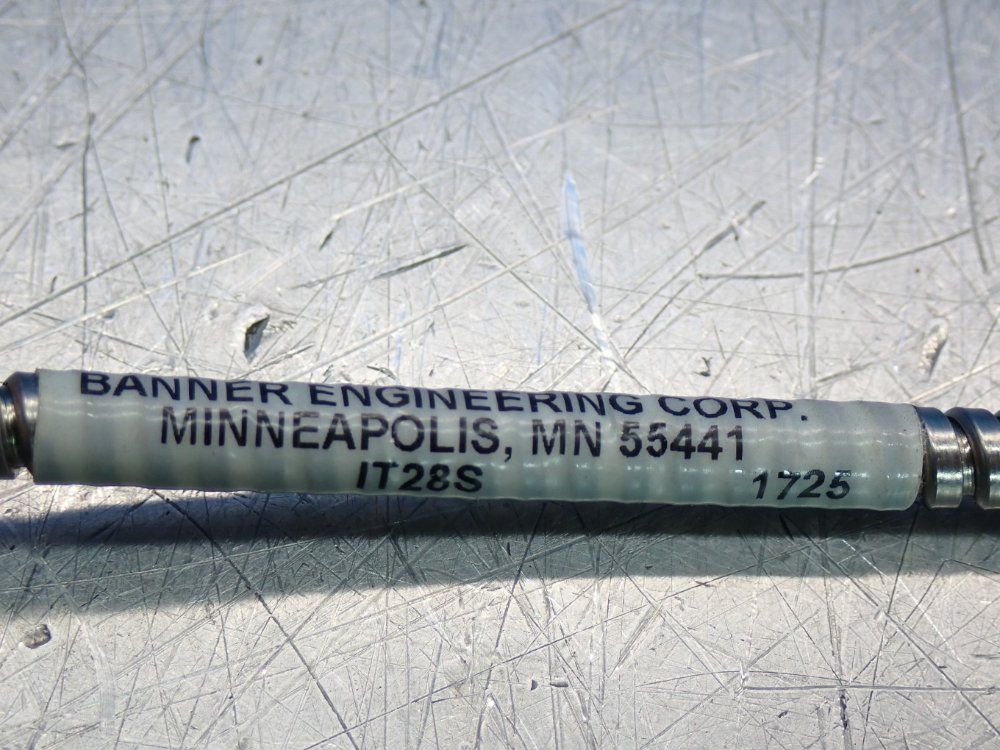 BANNER ENGINEERING CORP.
MINNEAPOLIS, MN 55441
IT28S 1725